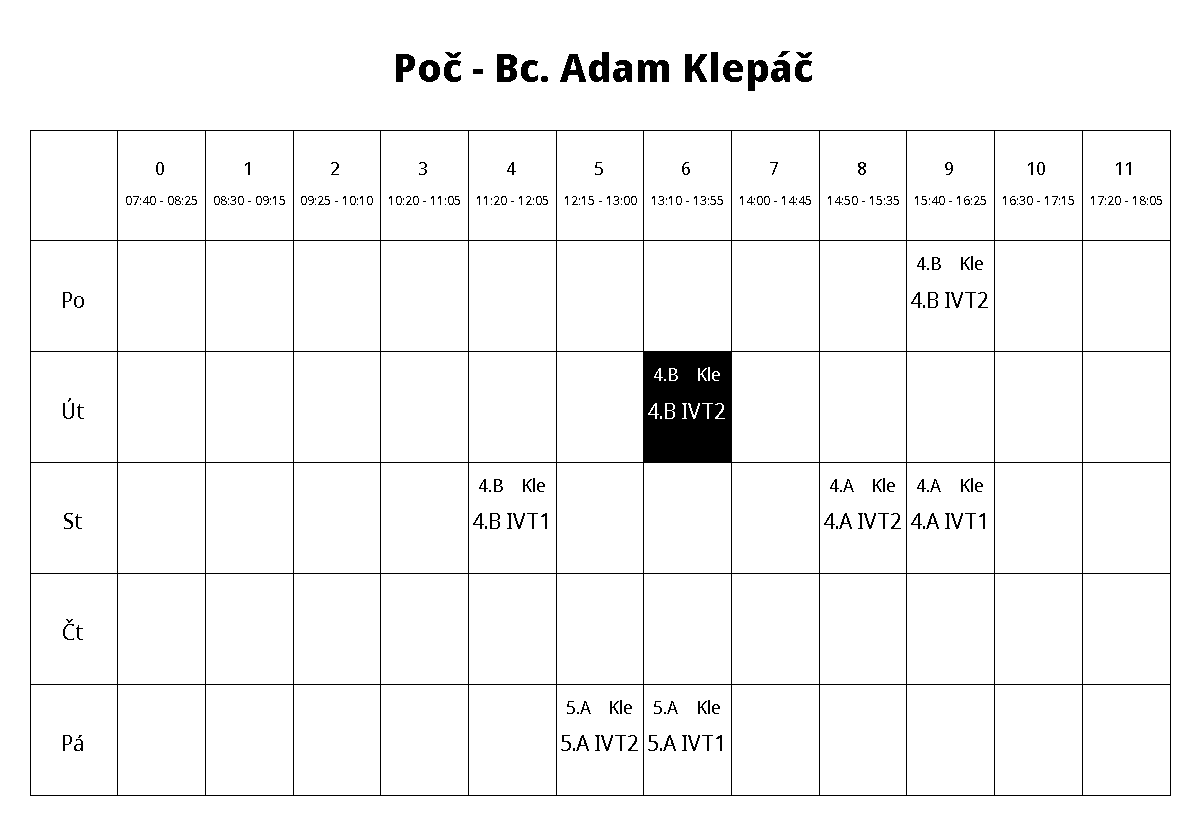 Poč - Bc. Adam Klepáč
0 1 2 3 4 5 6 7 8 9 10 11
07:40 - 08:25 08:30 - 09:15 09:25 - 10:10 10:20 - 11:05 11:20 - 12:05 12:15 - 13:00 13:10 - 13:55 14:00 - 14:45 14:50 - 15:35 15:40 - 16:25 16:30 - 17:15 17:20 - 18:05
4.B Kle
Po 4.B IVT2
4.B Kle
Út 4.B IVT2
4.B Kle 4.A Kle 4.A Kle
St 4.B IVT1 4.A IVT2 4.A IVT1
Čt
5.A Kle 5.A Kle
Pá 5.A IVT2 5.A IVT1